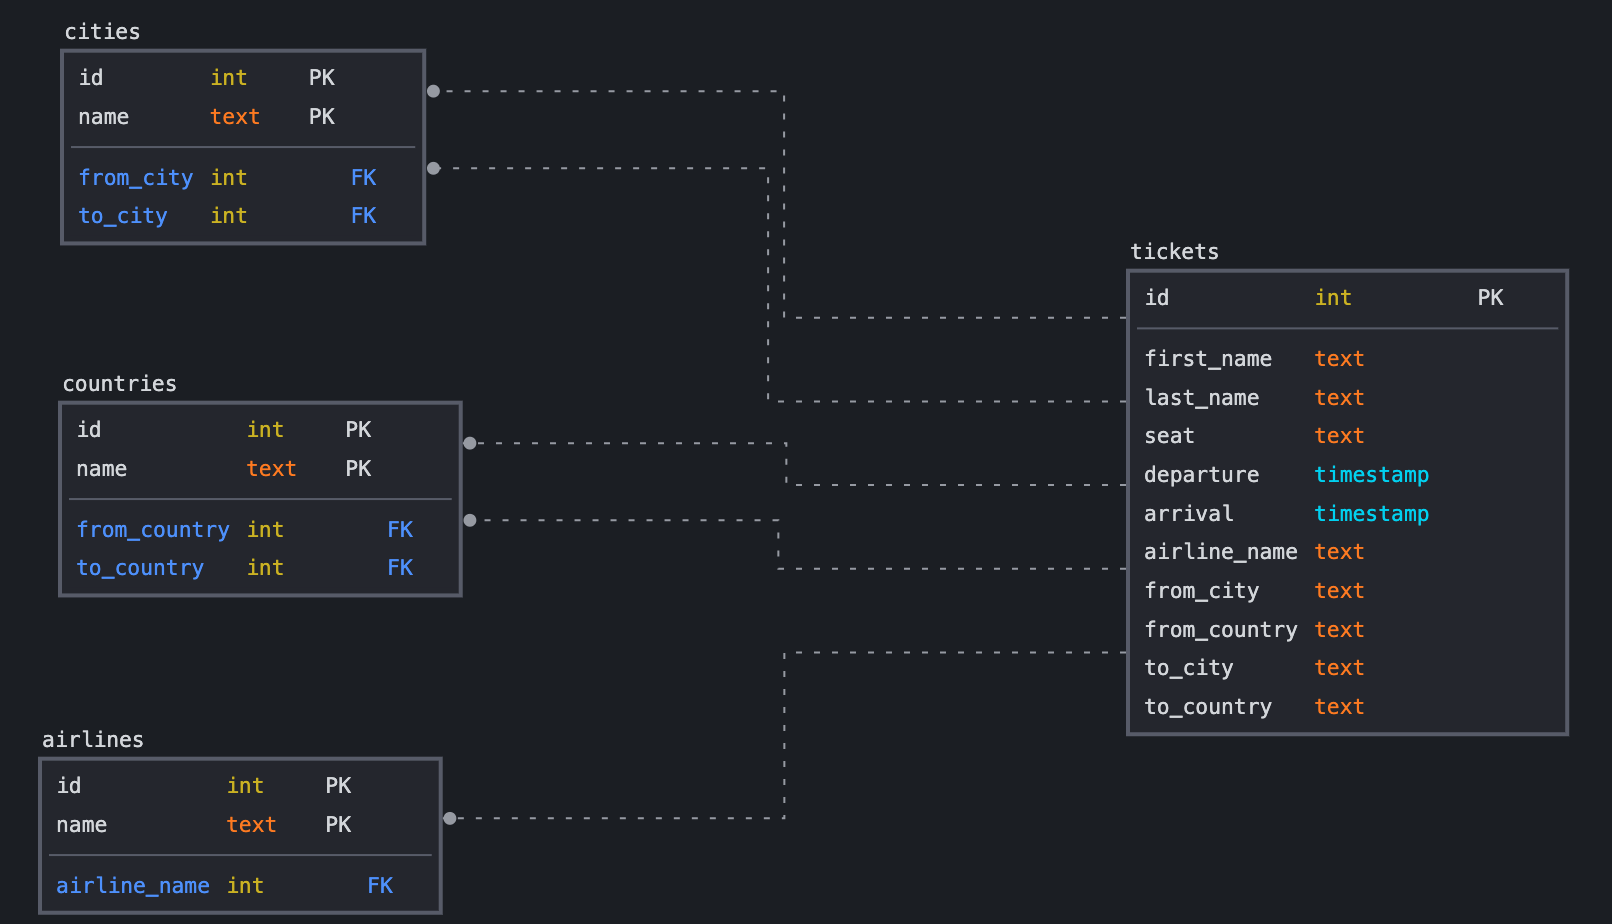 cities
id int PK
name text PK
from_city int FK
to_city int FK
countries
id int PK
name text PK
from_country int FK
to_country int FK
airlines
id int PK
name text PK
airline_name int FK
tickets
id int PK
first_name text
last_name text
seat text
departure timestamp
arrival timestamp
airline_name text
from_city text
from_country text
to_city text
to_country text